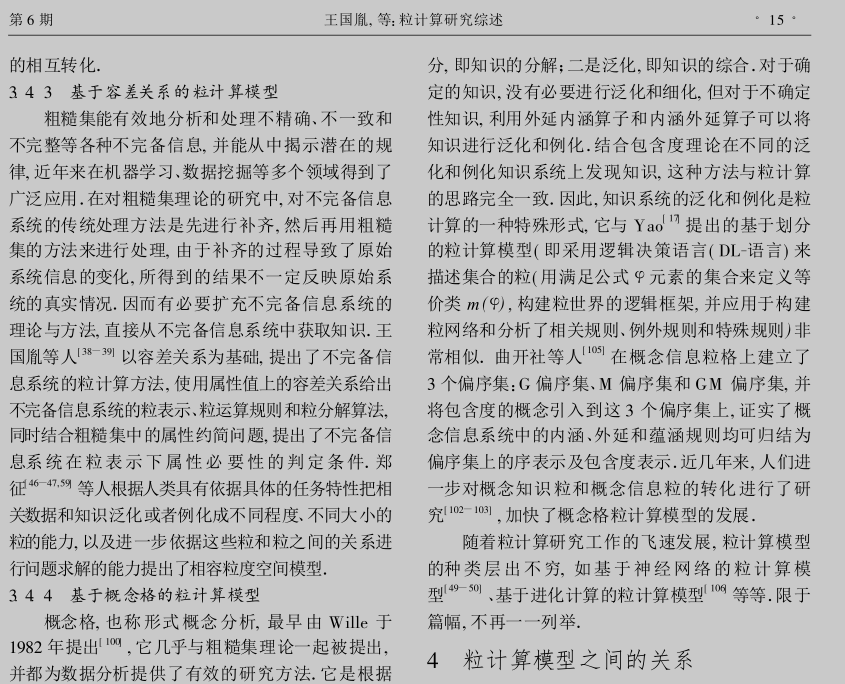 第 6 期
王国胤, 等: 粒计算研究综述
° 15 °
的相互转化.
3. 4. 3 基于容差关系的粒计算模型
粗糙集能有效地分析和处理不精确、不一致和
不完整等各种不完备信息, 并能从中揭示潜在的规
律, 近年来在机器学习、数据挖掘等多个领域得到了
广泛应用. 在对粗糙集理论的研究中, 对不完备信息
系统的传统处理方法是先进行补齐, 然后再用粗糙
集的方法来进行处理, 由于补齐的过程导致了原始
系统信息的变化, 所得到的结果不一定反映原始系
统的真实情况. 因而有必要扩充不完备信息系统的
理论与方法, 直接从不完备信息系统中获取知识. 王
国胤等人[38-39] 以容差关系为基础, 提出了不完备信
息系统的粒计算方法, 使用属性值上的容差关系给出
不完备信息系统的粒表示、粒运算规则和粒分解算法,
同时结合粗糙集中的属性约简问题, 提出了不完备信
息系统在粒表示下属性必要性的判定条件. 郑
征[46-47,59] 等人根据人类具有依据具体的任务特性把相
关数据和知识泛化或者例化成不同程度、不同大小的
粒的能力, 以及进一步依据这些粒和粒之间的关系进
行问题求解的能力提出了相容粒度空间模型.
3. 4. 4 基于概念格的粒计算模型
概念格, 也称形式概念分析, 最早由 Wille 于
1982 年提出[100] , 它几乎与粗糙集理论一起被提出,
并都为数据分析提供了有效的研究方法. 它是根据
分, 即知识的分解; 二是泛化, 即知识的综合. 对于确
定的知识, 没有必要进行泛化和细化, 但对于不确定
性知识, 利用外延内涵算子和内涵外延算子可以将
知识进行泛化和例化. 结合包含度理论在不同的泛
化和例化知识系统上发现知识, 这种方法与粒计算
的思路完全一致. 因此, 知识系统的泛化和例化是粒
计算的一种特殊形式, 它与 Yao[17] 提出的基于划分
的粒计算模型( 即采用逻辑决策语言( DL-语言) 来
描述集合的粒( 用满足公式 φ 元素的集合来定义等
价类 m(φ) , 构建粒世界的逻辑框架, 并应用于构建
粒网络和分析了相关规则、例外规则和特殊规则) 非
常相似. 曲开社等人[105] 在概念信息粒格上建立了
3 个偏序集: G 偏序集、M 偏序集和 GM 偏序集, 并
将包含度的概念引入到这 3 个偏序集上, 证实了概
念信息系统中的内涵、外延和蕴涵规则均可归结为
偏序集上的序表示及包含度表示. 近几年来, 人们进
一步对概念知识粒和概念信息粒的转化进行了研
究[102-103] , 加快了概念格粒计算模型的发展.
随着粒计算研究工作的飞速发展, 粒计算模型
的种类层出不穷, 如基于神经网络的粒计算模
型[49-50] 、基于进化计算的粒计算模型[106] 等等. 限于
篇幅, 不再一一列举.
4 粒计算模型之间的关系